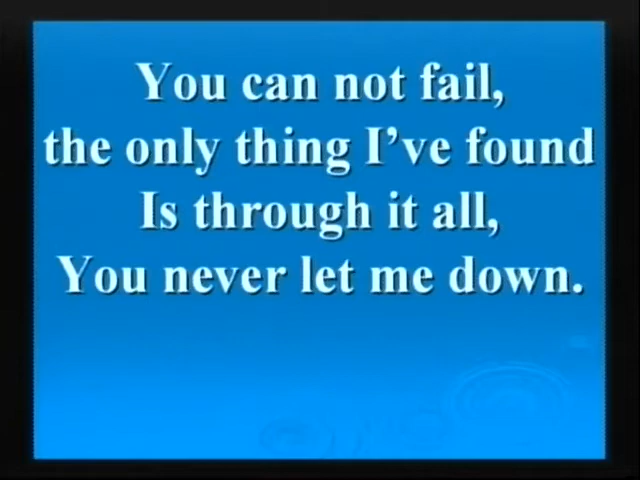 You can not fail,
the only thing I’ve found
Is through it all,
You never let me down.